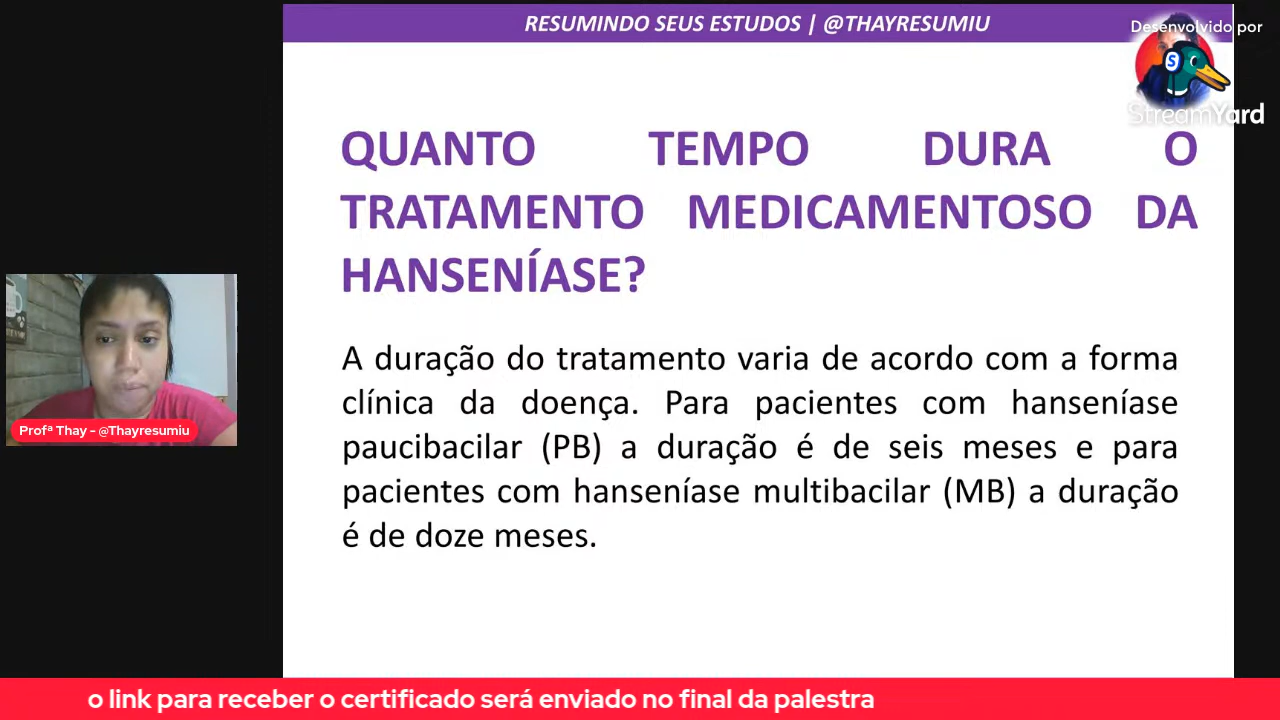 RESUMINDO SEUS ESTUDOS | @THAYRESUMIU
Desenvolvido por
S
StreamYard
QUANTO TEMPO DURA O
TRATAMENTO MEDICAMENTOSO DA
HANSENÍASE?
A duração do tratamento varia de acordo com a forma
clínica da doença. Para pacientes com hanseníase
paucibacilar (PB) a duração é de seis meses e para
pacientes com hanseníase multibacilar (MB) a duração
é de doze meses.
Profª Thay - @Thayresumiu
o link para receber o certificado será enviado no final da palestra